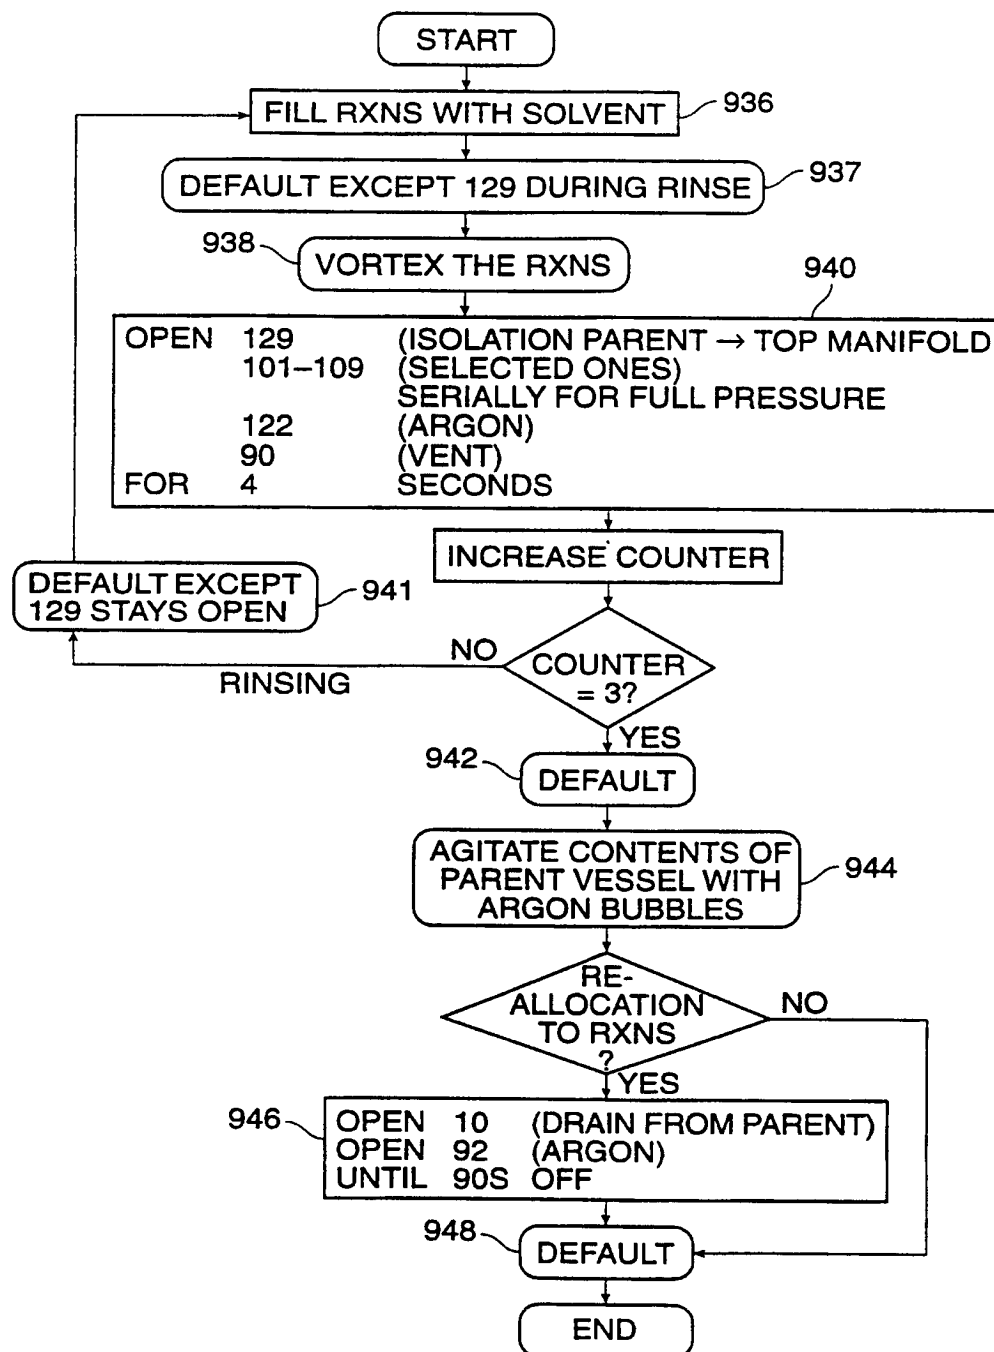 START
FILL RXNS WITH SOLVENT
936
DEFAULT EXCEPT 129 DURING RINSE
937
938
VORTEX THE RXNS
940
OPEN 129 (ISOLATION PARENT → TOP MANIFOLD
101–109 (SELECTED ONES)
SERIALLY FOR FULL PRESSURE
122 (ARGON)
90 (VENT)
FOR 4 SECONDS
INCREASE COUNTER
DEFAULT EXCEPT
129 STAYS OPEN
941
NO
RINSING
COUNTER
= 3?
YES
942
DEFAULT
AGITATE CONTENTS OF
PARENT VESSEL WITH
ARGON BUBBLES
944
RE-
ALLOCATION
TO RXNS
?
NO
YES
946
OPEN 10 (DRAIN FROM PARENT)
OPEN 92 (ARGON)
UNTIL 90S OFF
948
DEFAULT
END